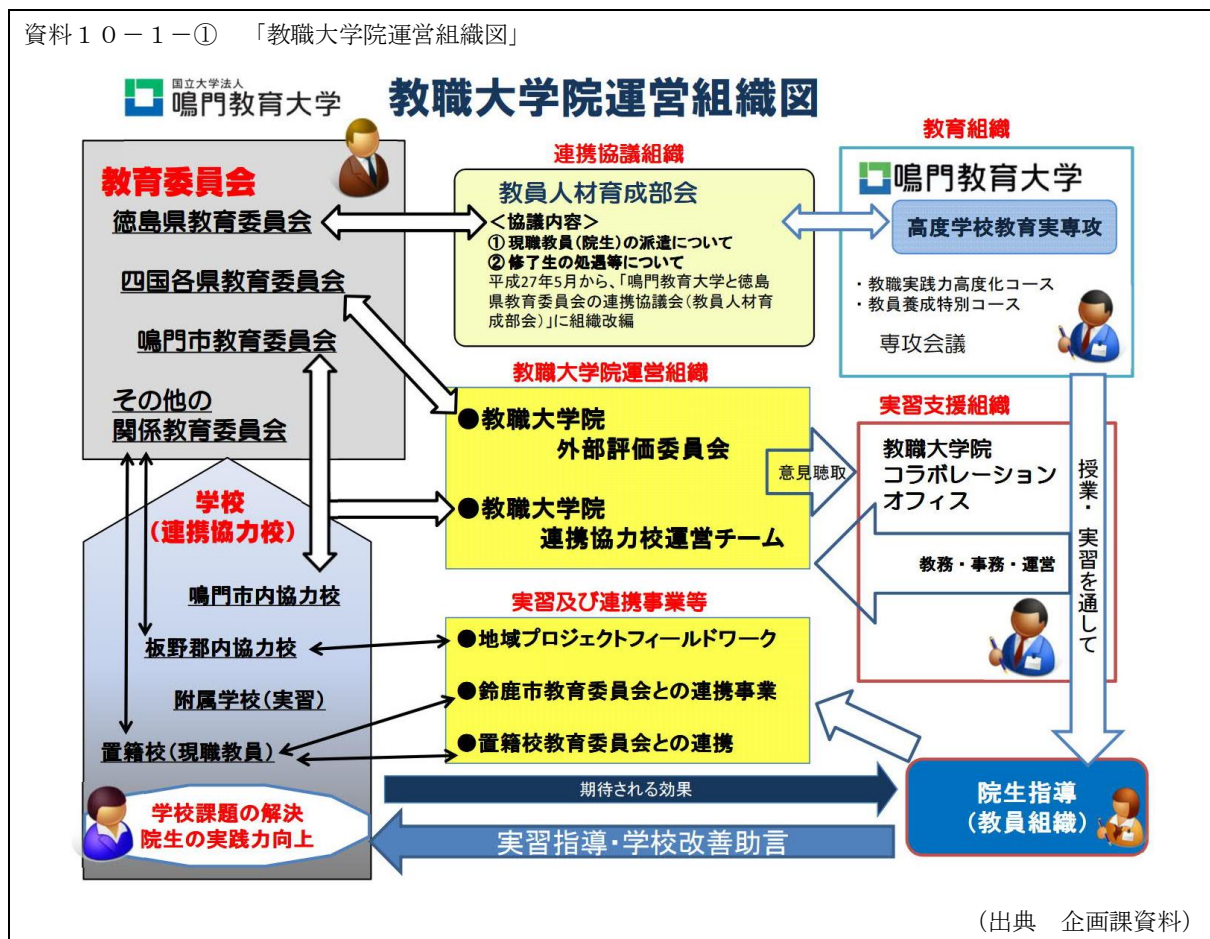 資料10-1-① 「教職大学院運営組織図」
国立大学法人
鳴門教育大学
教職大学院運営組織図
教育委員会
徳島県教育委員会
四国各県教育委員会
鳴門市教育委員会
その他の
関係教育委員会
連携協議組織
教員人材育成部会
<協議内容>
①現職教員(院生)の派遣について
②修了生の処遇等について
平成27年5月から、「鳴門教育大学と徳島
県教育委員会の連携協議会(教員人材育
成部会)」に組織改編
教育組織
鳴門教育大学
高度学校教育実専攻
・教職実践力高度化コース
・教員養成特別コース
専攻会議
教職大学院運営組織
●教職大学院
外部評価委員会
●教職大学院
連携協力校運営チーム
意見聴取
実習支援組織
教職大学院
コラボレーション
オフィス
教務・事務・運営
授業・実習を通して
学校
(連携協力校)
鳴門市内協力校
板野郡内協力校
附属学校(実習)
置籍校(現職教員)
学校課題の解決
院生の実践力向上
実習及び連携事業等
●地域プロジェクトフィールドワーク
●鈴鹿市教育委員会との連携事業
●置籍校教育委員会との連携
期待される効果
実習指導・学校改善助言
院生指導
(教員組織)
(出典 企画課資料)